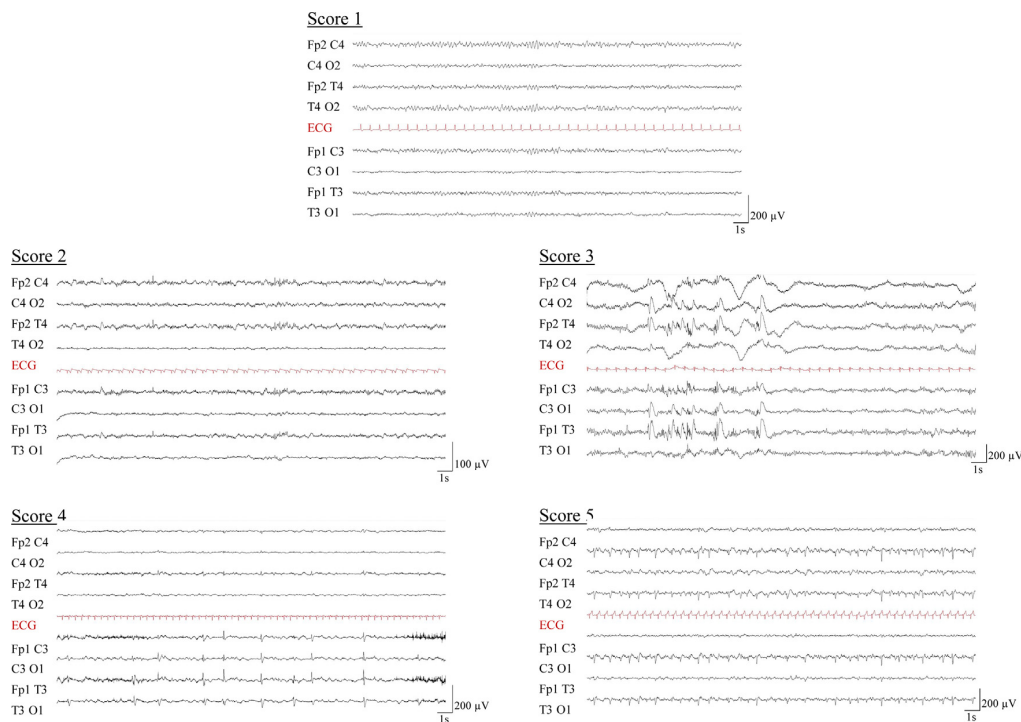 Score 1
Fp2 C4
C4 O2
Fp2 T4
T4 O2
ECG
Fp1 C3
C3 O1
Fp1 T3
T3 O1
200 µV
1s
Score 2
Fp2 C4
C4 O2
Fp2 T4
T4 O2
ECG
Fp1 C3
C3 O1
Fp1 T3
T3 O1
100 µV
1s
Score 3
Fp2 C4
C4 O2
Fp2 T4
T4 O2
ECG
Fp1 C3
C3 O1
Fp1 T3
T3 O1
200 µV
1s
Score 4
Fp2 C4
C4 O2
Fp2 T4
T4 O2
ECG
Fp1 C3
C3 O1
Fp1 T3
T3 O1
200 µV
1s
Score 5
Fp2 C4
C4 O2
Fp2 T4
T4 O2
ECG
Fp1 C3
C3 O1
Fp1 T3
T3 O1
200 µV
1s